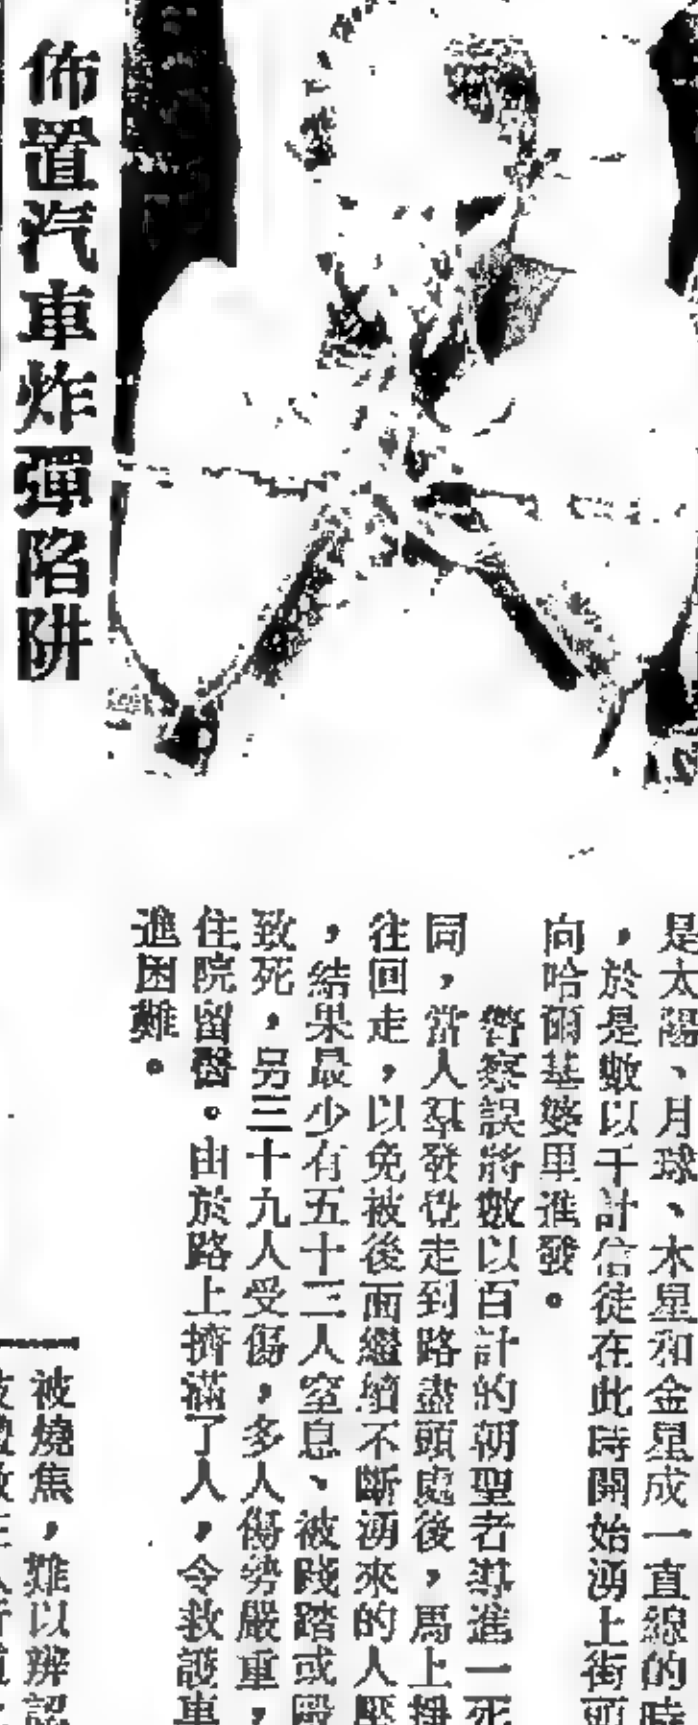 是太陽、月球、木星和金星成一直線的時
，於是數以千計信徒在此時開始湧上街頭
向哈爾基婆里進發。
警察誤將數以百計的朝聖者導進一死
同，當人羣發覺走到路盡頭處後，馬上掙
往回走，以免被後面繼續不斷湧來的人壓
，結果最少有五十三人窒息、被踐踏或毆
致死，另三十九人受傷，多人傷勢嚴重，
住院留醫。由於路上擠滿了人，令救護車
進困難。
佈置汽車炸彈陷阱
被燒焦，難以辨認